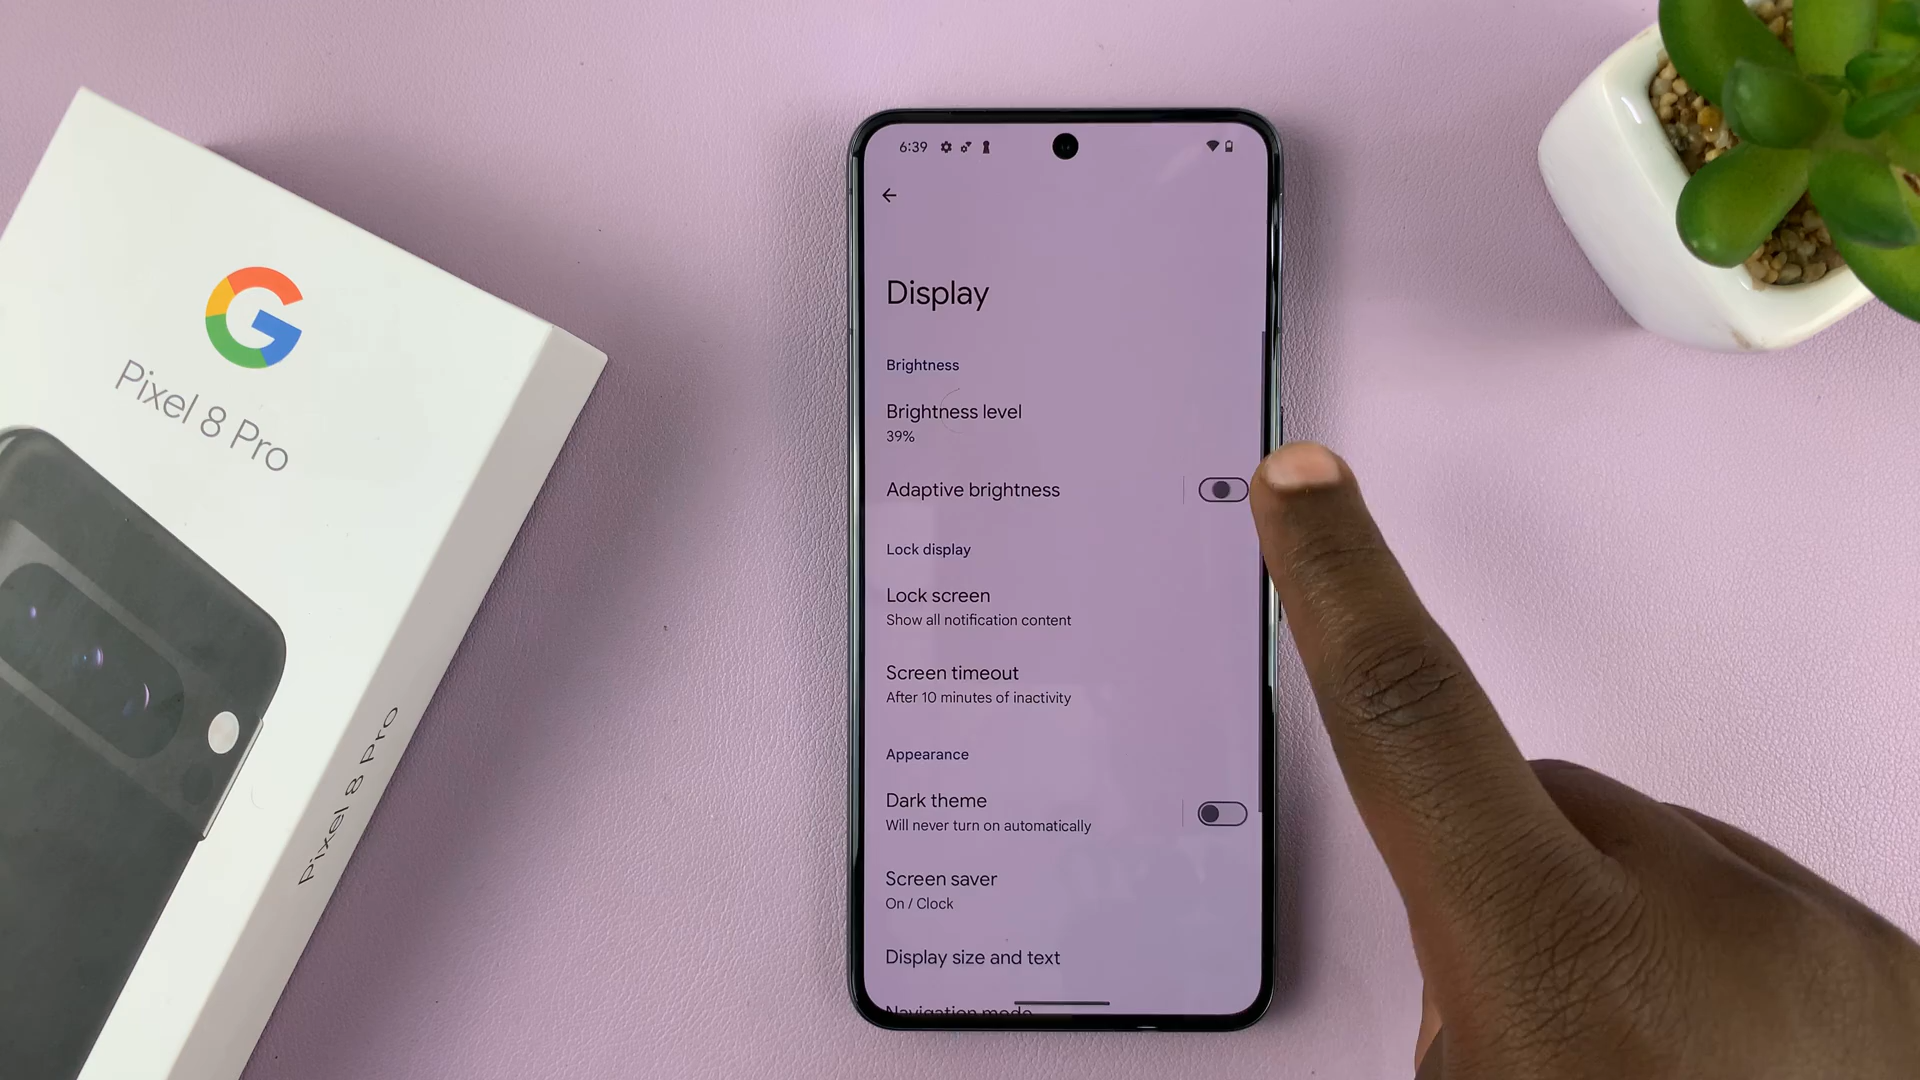 Pixel 8 Pro
Pixel 8 Pro
6:39
Display
Brightness
Brightness level
39%
Adaptive brightness
Lock display
Lock screen
Show all notification content
Screen timeout
After 10 minutes of inactivity
Appearance
Dark theme
Will never turn on automatically
Screen saver
On / Clock
Display size and text
Navigation mode